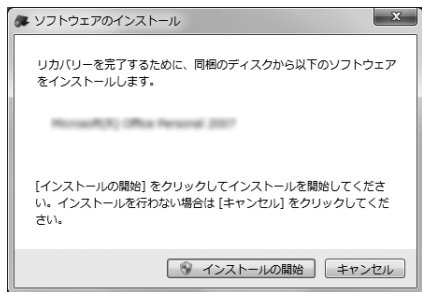 ソフトウェアのインストール
リカバリーを完了するために、同梱のディスクから以下のソフトウェア
をインストールします。
Microsoft(R) Office Personal 2007
[インストールの開始] をクリックしてインストールを開始してくださ
い。インストールを行わない場合は [キャンセル] をクリックしてくだ
さい。
インストールの開始
キャンセル